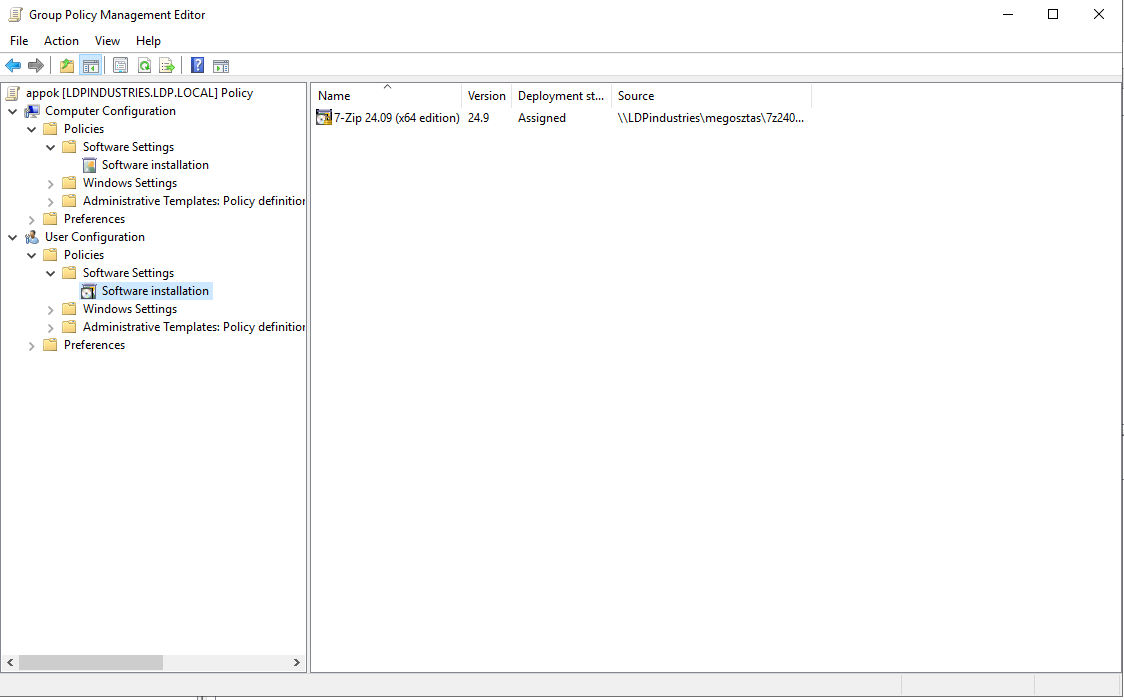 Group Policy Management Editor
File Action View Help
appok [LDPINDUSTRIES.LDP.LOCAL] Policy
Computer Configuration
Policies
Software Settings
Software installation
Windows Settings
Administrative Templates: Policy definition
Preferences
User Configuration
Policies
Software Settings
Software installation
Windows Settings
Administrative Templates: Policy definition
Preferences
Name Version Deployment st... Source
7-Zip 24.09 (x64 edition) 24.9 Assigned \\LDPindustries\megosztas\7z240...